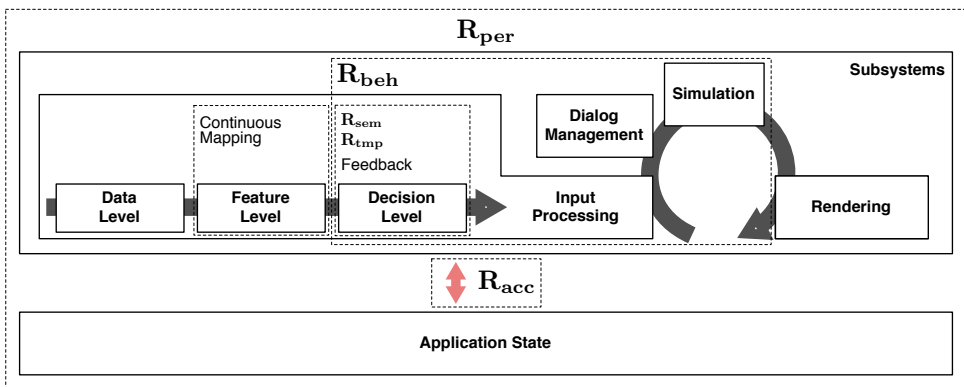 R_per
Subsystems
R_beh
Simulation
Dialog
Management
Continuous
Mapping
R_sem
R_tmp
Feedback
Data
Level
Feature
Level
Decision
Level
Input
Processing
Rendering
R_acc
Application State